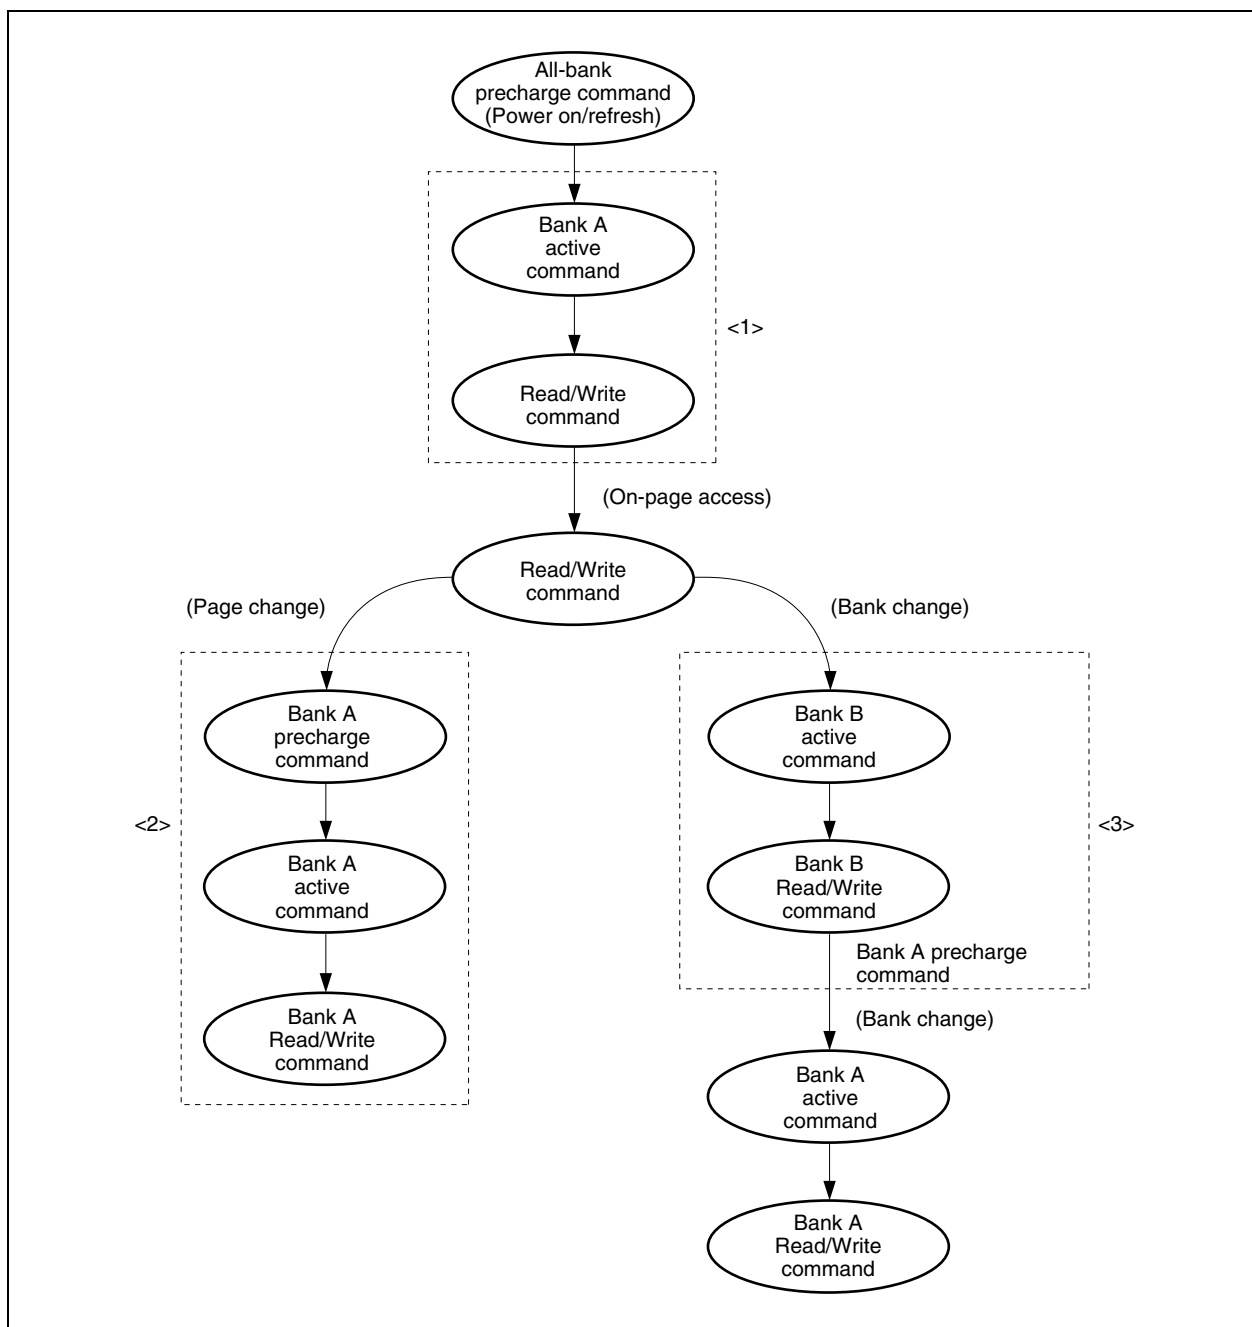 All-bank
precharge command
(Power on/refresh)
Bank A
active
command
<1>
Read/Write
command
(On-page access)
Read/Write
command
(Page change)
(Bank change)
Bank A
precharge
command
Bank B
active
command
<2>
<3>
Bank A
active
command
Bank B
Read/Write
command
Bank A precharge
command
Bank A
Read/Write
command
(Bank change)
Bank A
active
command
Bank A
Read/Write
command